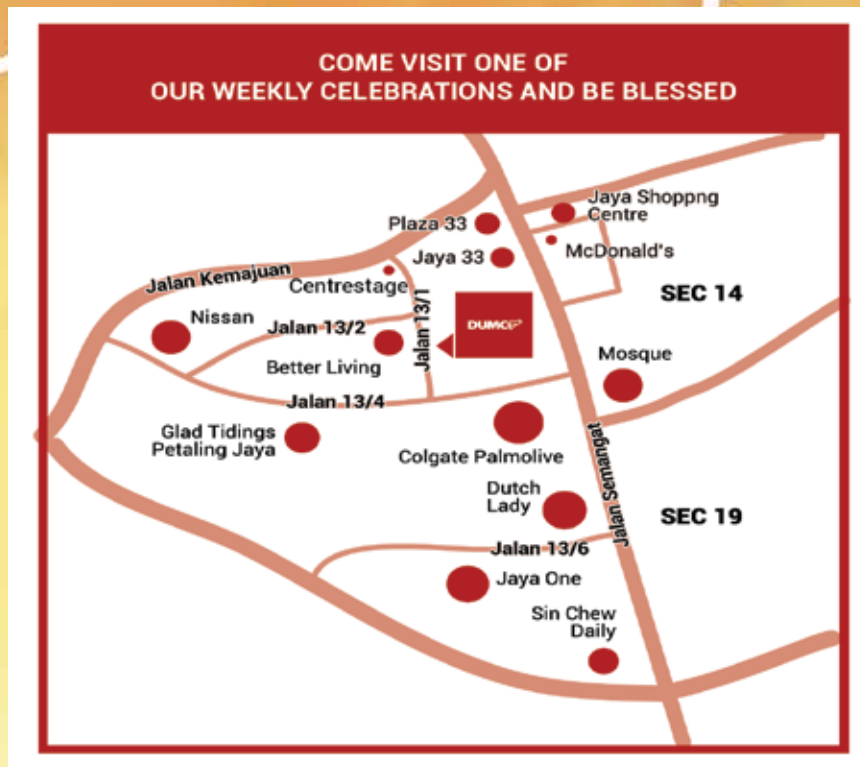 COME VISIT ONE OF
OUR WEEKLY CELEBRATIONS AND BE BLESSED
Jaya Shoppng
Centre
Plaza 33
McDonald's
Jaya 33
Jalan Kemajuan
Centrestage
SEC 14
Nissan
Jalan 13/2
Jalan 13/1
DUMC
Better Living
Mosque
Jalan 13/4
Glad Tidings
Petaling Jaya
Colgate Palmolive
Jalan Semangat
Dutch
Lady
SEC 19
Jalan 13/6
Jaya One
Sin Chew
Daily